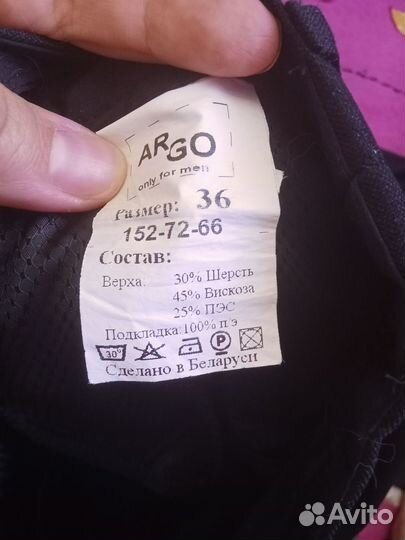 ARGO
only for men
Размер: 36
152-72-66
Состав:
Верха: 30% Шерсть
45% Вискоза
25% ПЭС
Подкладка:100% п э
30°
P
Сделано в Беларуси
Avito